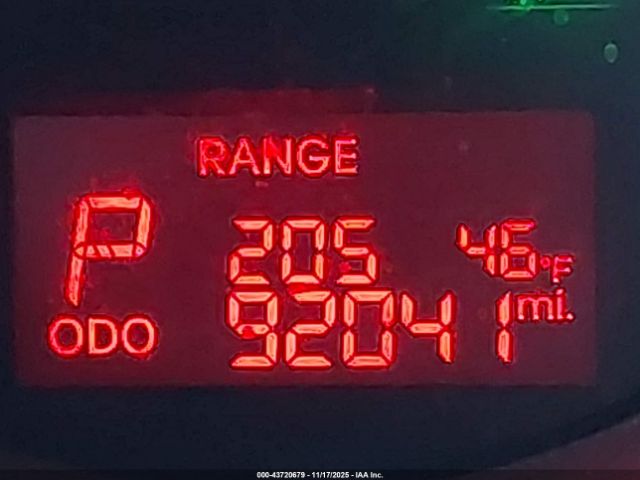 RANGE
P 205 46°F
ODO 92041 mi.
000-43720679 - 11/17/2025 - IAA Inc.